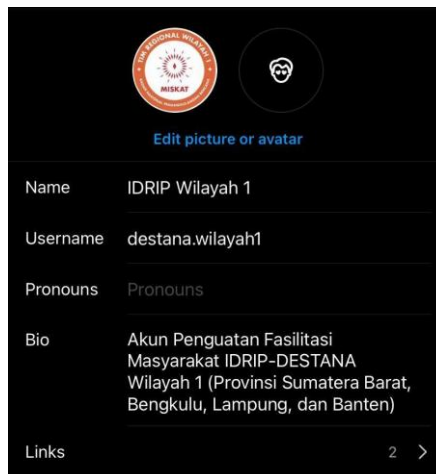 TIM REGIONAL WILAYAH 1
MISKAT
Edit picture or avatar
Name IDRIP Wilayah 1
Username destana.wilayah1
Pronouns Pronouns
Bio Akun Penguatan Fasilitasi
Masyarakat IDRIP-DESTANA
Wilayah 1 (Provinsi Sumatera Barat,
Bengkulu, Lampung, dan Banten)
Links 2